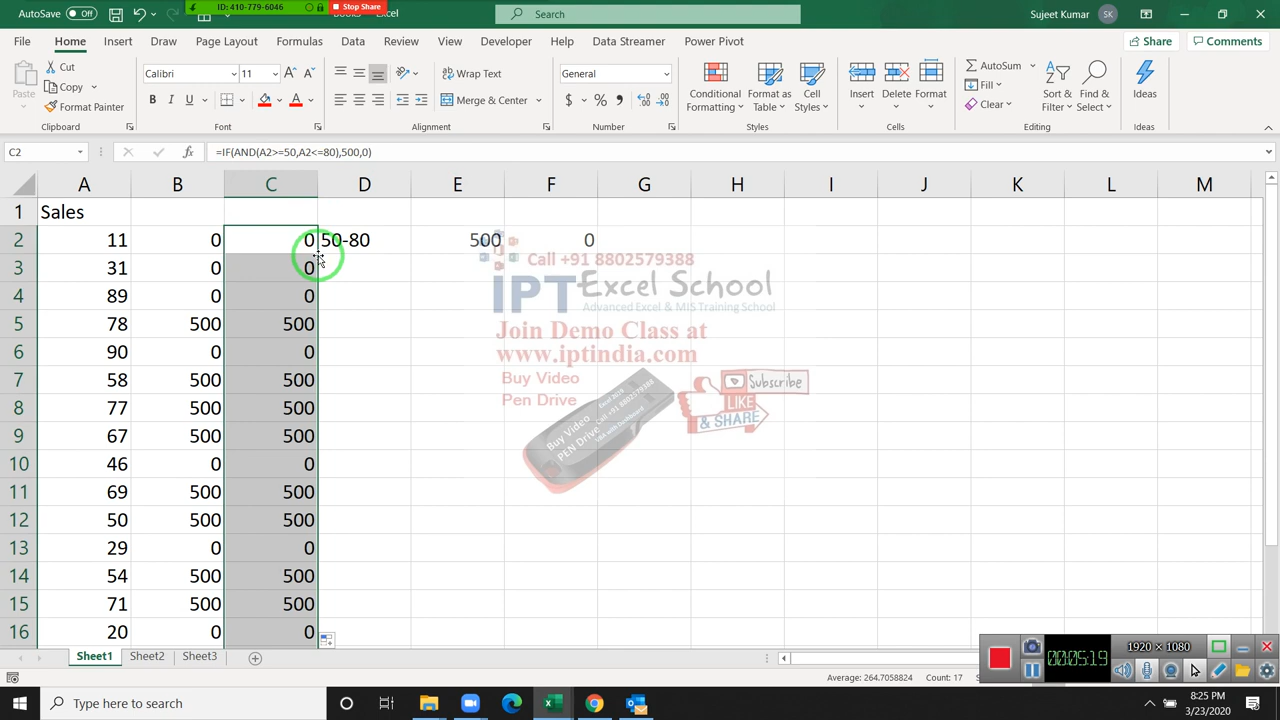 AutoSave Off
Excel
ID: 410-779-6046
Stop Share
Search
Sujeet Kumar
SK
File Home Insert Draw Page Layout Formulas Data Review View Developer Help Data Streamer Power Pivot
Share Comments
Paste
Cut
Copy
Format Painter
Clipboard
Calibri 11
B I U
Font
Wrap Text
Merge & Center
Alignment
General
$ % ,
Number
Conditional Formatting
Format as Table
Cell Styles
Styles
Insert
Delete
Format
Cells
AutoSum
Fill
Clear
Sort & Filter
Find & Select
Editing
Ideas
Ideas
C2
fx
=IF(AND(A2>=50,A2<=80),500,0)
A B C D E F G H I J K L M
1 Sales
2 11 0 0 50-80 500 0
3 31 0 0
4 89 0 0
5 78 500 500
6 90 0 0
7 58 500 500
8 77 500 500
9 67 500 500
10 46 0 0
11 69 500 500
12 50 500 500
13 29 0 0
14 54 500 500
15 71 500 500
16 20 0 0
Call +91 8802579388
IPT Excel School
Advanced Excel & MIS Training School
Join Demo Class at
www.iptindia.com
Buy Video
Pen Drive
Subscribe
LIKE
& SHARE
Buy Video
PEN Drive
Sheet1 Sheet2 Sheet3
Average: 264.7058824 Count: 17
1920 × 1080
00:05:19
Type here to search
8:25 PM
3/23/2020